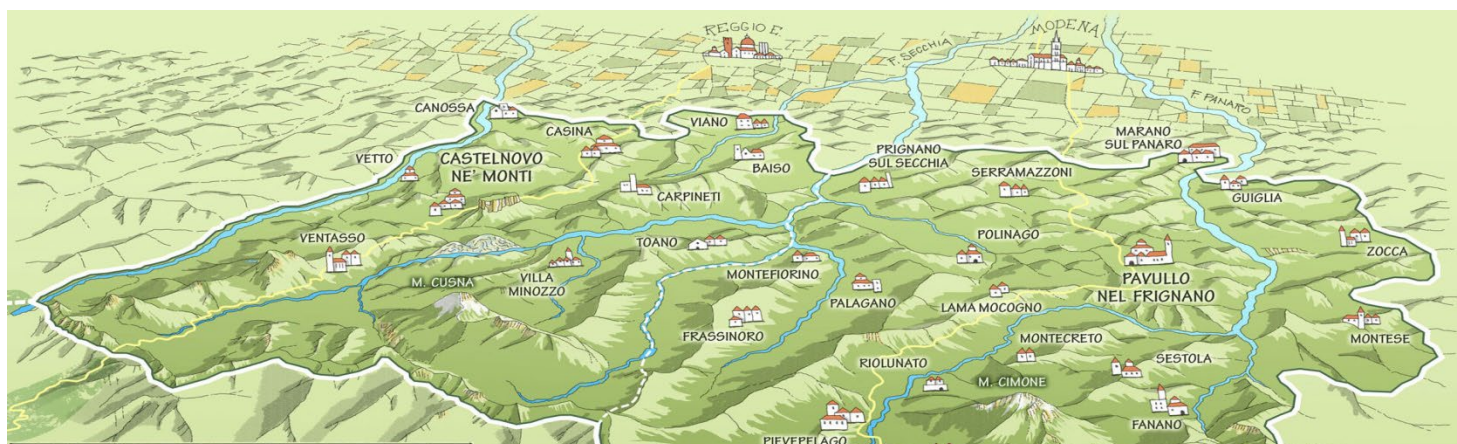 REGGIO E.
MODENA
F. SECCHIA
F. PANARO
CANOSSA
VIANO
CASINA
MARANO
SUL PANARO
VETTO
CASTELNOVO
NE' MONTI
BAISO
PRIGNANO
SUL SECCHIA
SERRAMAZZONI
GUIGLIA
CARPINETI
VENTASSO
TOANO
POLINAGO
ZOCCA
M. CUSNA
VILLA
MINOZZO
MONTEFIORINO
PALAGANO
PAVULLO
NEL FRIGNANO
LAMA MOCOGNO
FRASSINORO
MONTECRETO
MONTESE
RIOLUNATO
SESTOLA
M. CIMONE
FANANO
PIEVEPELAGO